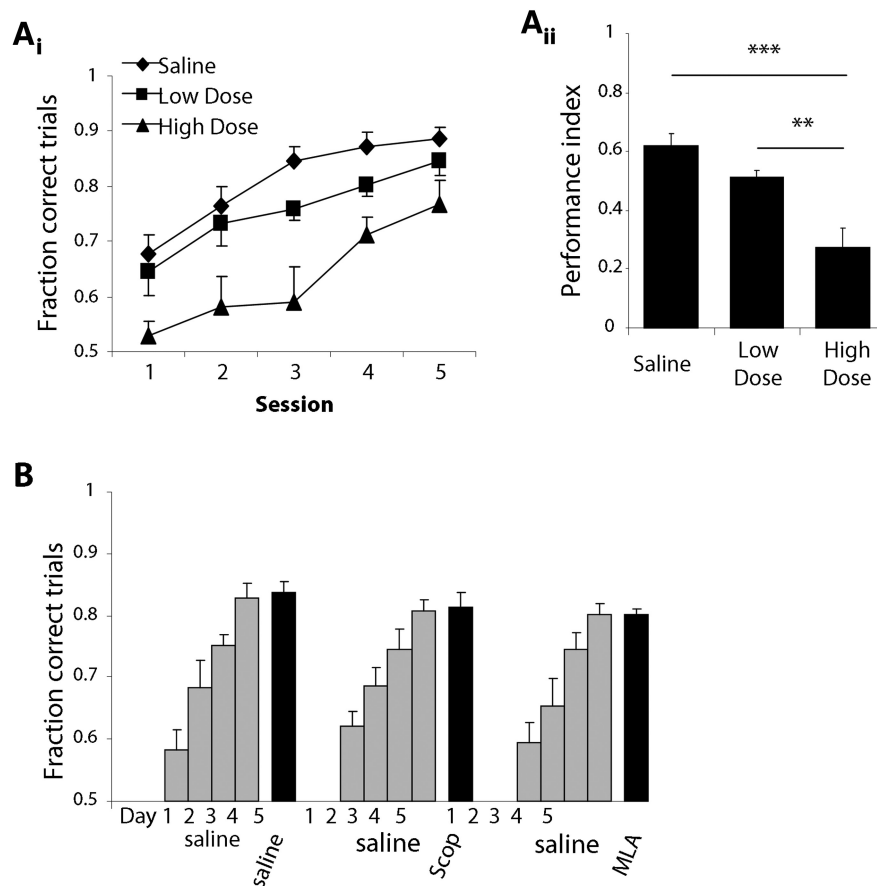 Ai
Saline
Low Dose
High Dose
1
0.9
0.8
0.7
0.6
0.5
Fraction correct trials
1 2 3 4 5
Session
Aii
1
0.8
0.6
0.4
0.2
0
Performance index
***
**
Saline
Low
Dose
High
Dose
B
1
0.9
0.8
0.7
0.6
0.5
Fraction correct trials
Day 1 2 3 4 5 1 2 3 4 5 1 2 3 4 5
saline
saline
saline
Scop
saline
MLA